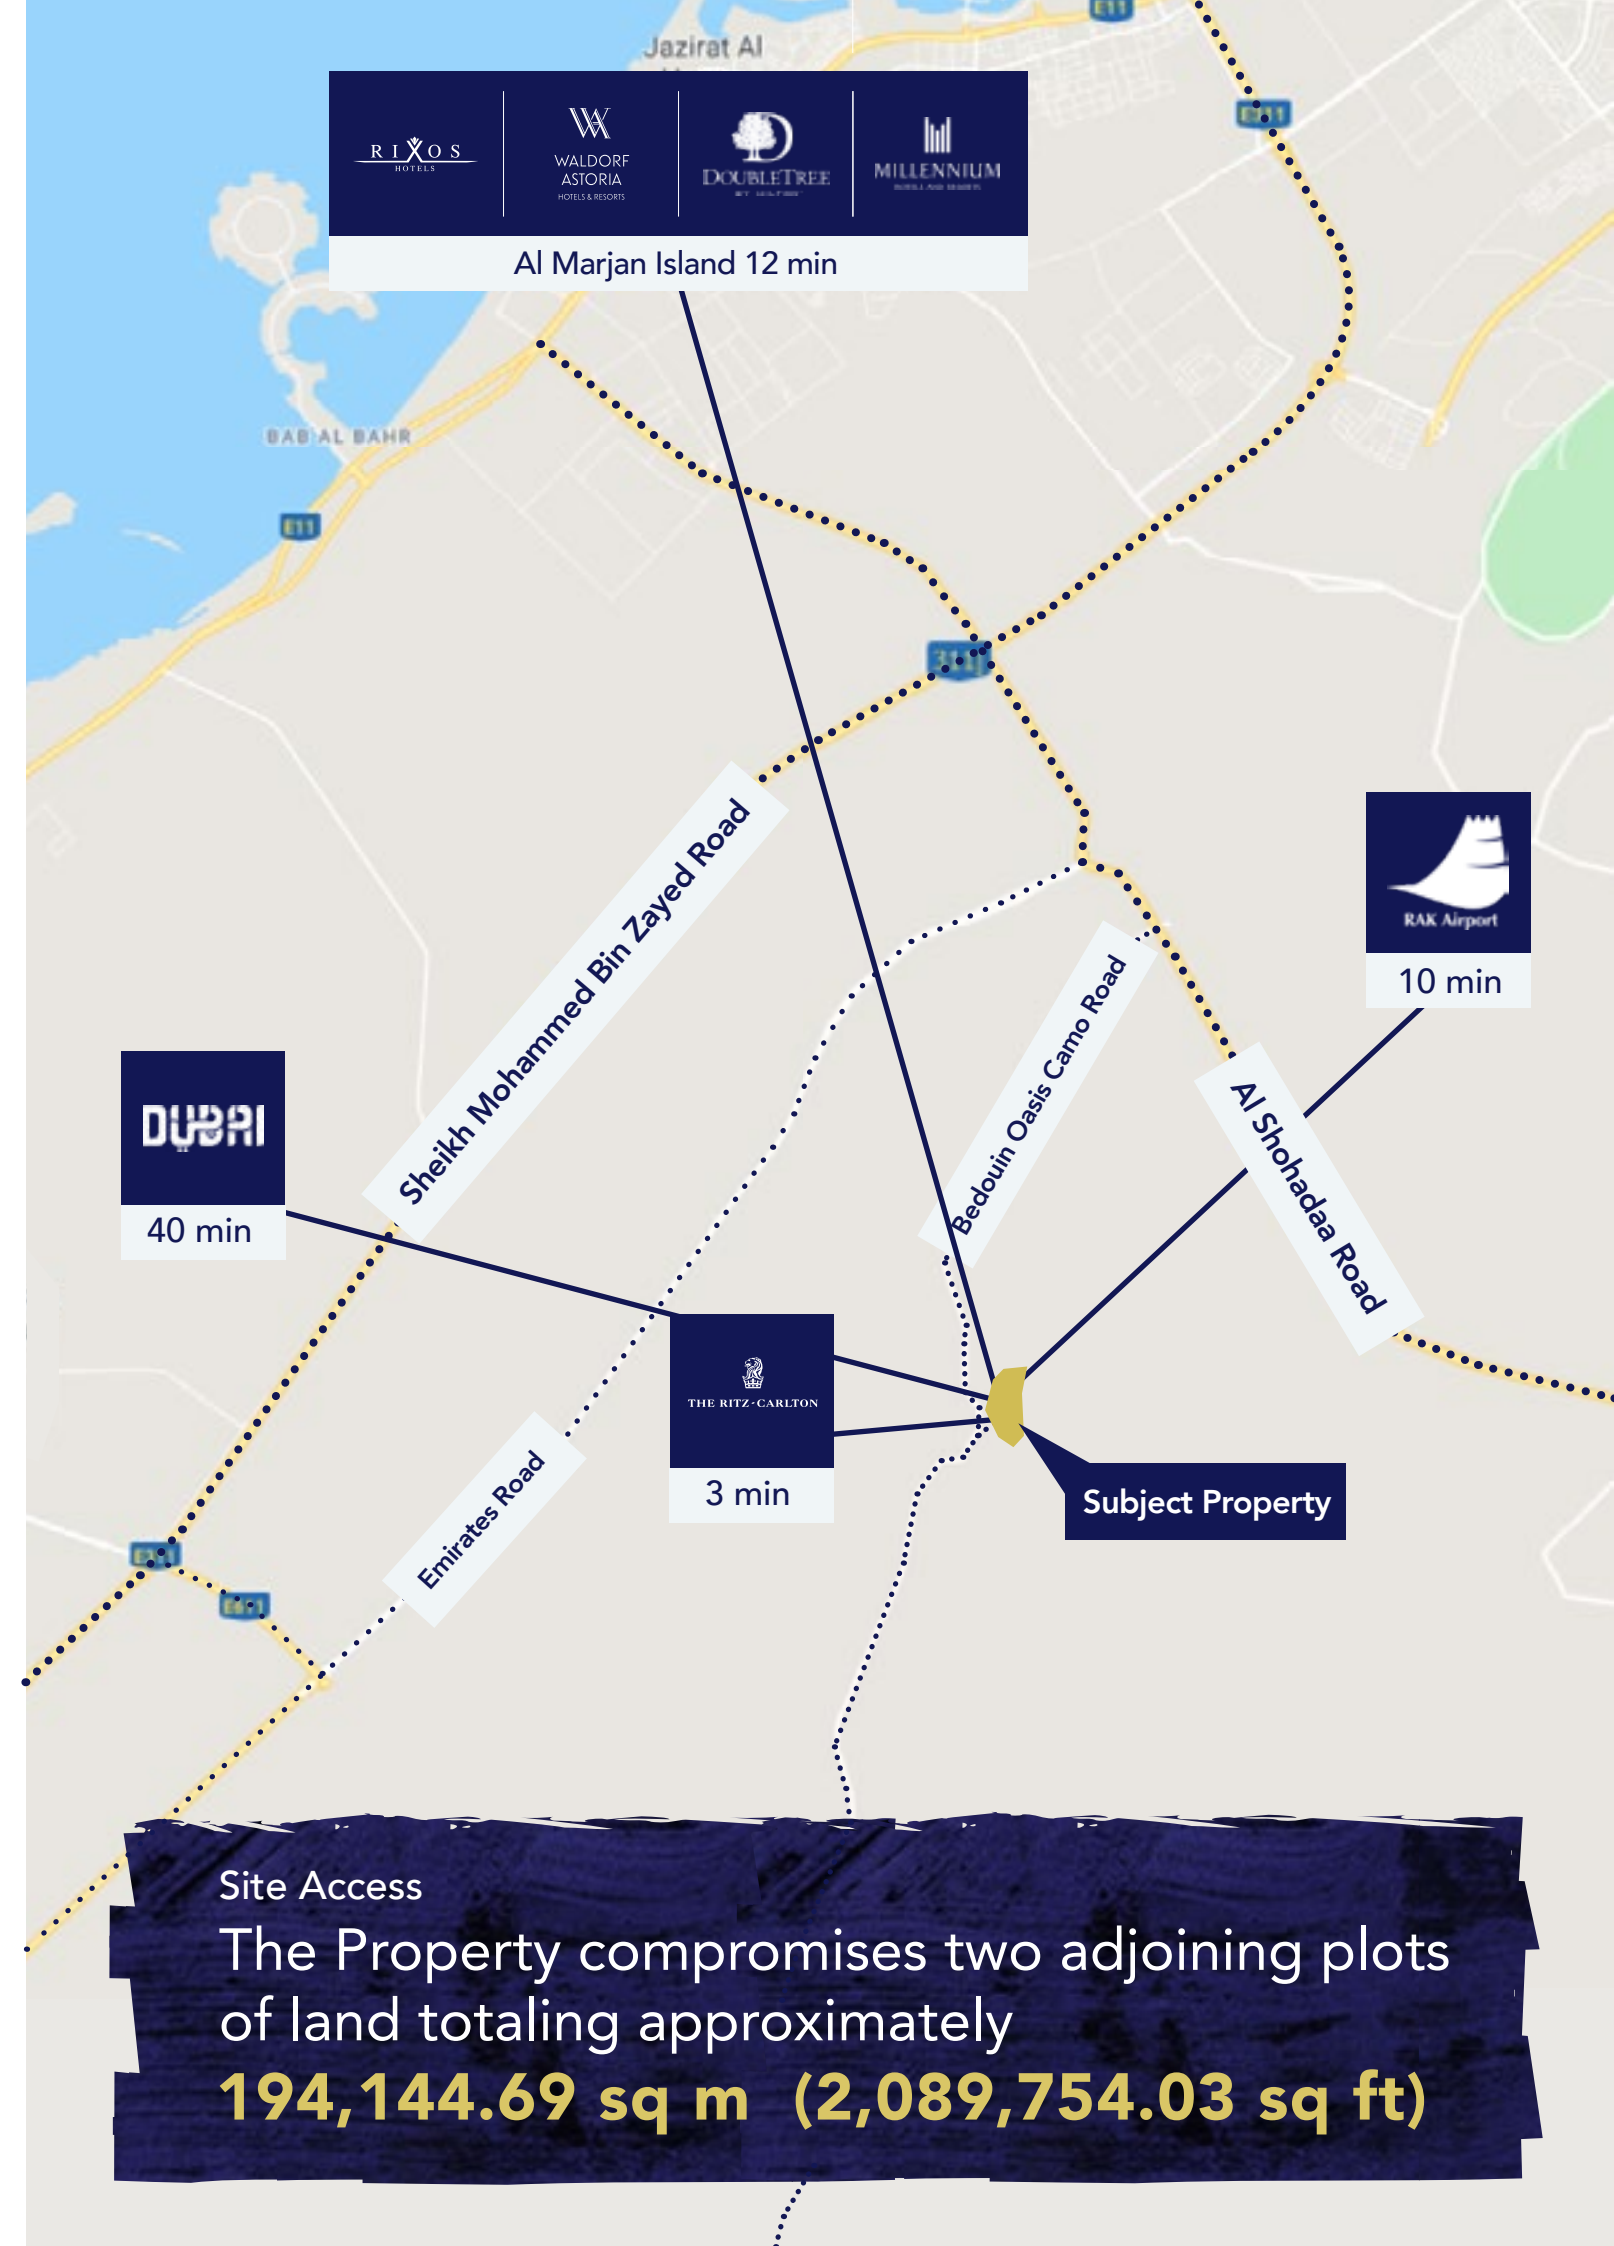 E11
Jazirat Al
RIXOS
HOTELS
WALDORF
ASTORIA
HOTELS & RESORTS
DOUBLETREE
MILLENNIUM
Al Marjan Island 12 min
BAB AL BAHR
E11
Sheikh Mohammed Bin Zayed Road
RAK Airport
10 min
Bedouin Oasis Camo Road
Al Shohadaa Road
DUBAI
40 min
THE RITZ-CARLTON
3 min
Subject Property
Emirates Road
Site Access
The Property compromises two adjoining plots
of land totaling approximately
194,144.69 sq m (2,089,754.03 sq ft)